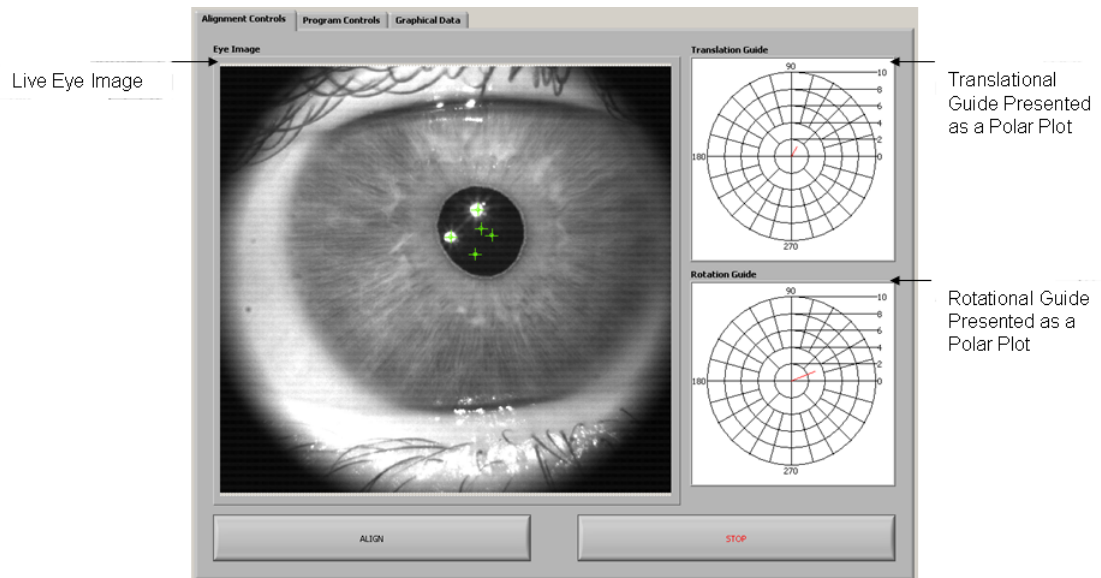 Alignment Controls Program Controls Graphical Data
Eye Image
Live Eye Image
Translation Guide
90
10
8
6
4
2
180
0
270
Translational
Guide Presented
as a Polar Plot
Rotation Guide
90
10
8
6
4
2
180
0
270
Rotational Guide
Presented as a
Polar Plot
ALIGN
STOP